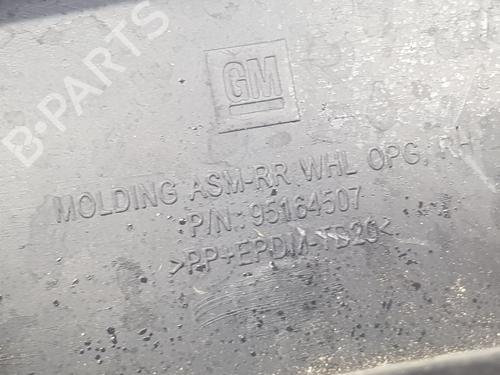 B-PARTS
GM
MOLDING ASM-RR WHL OPG, RH
P/N: 95164507
>PP+EPDM-TD20<